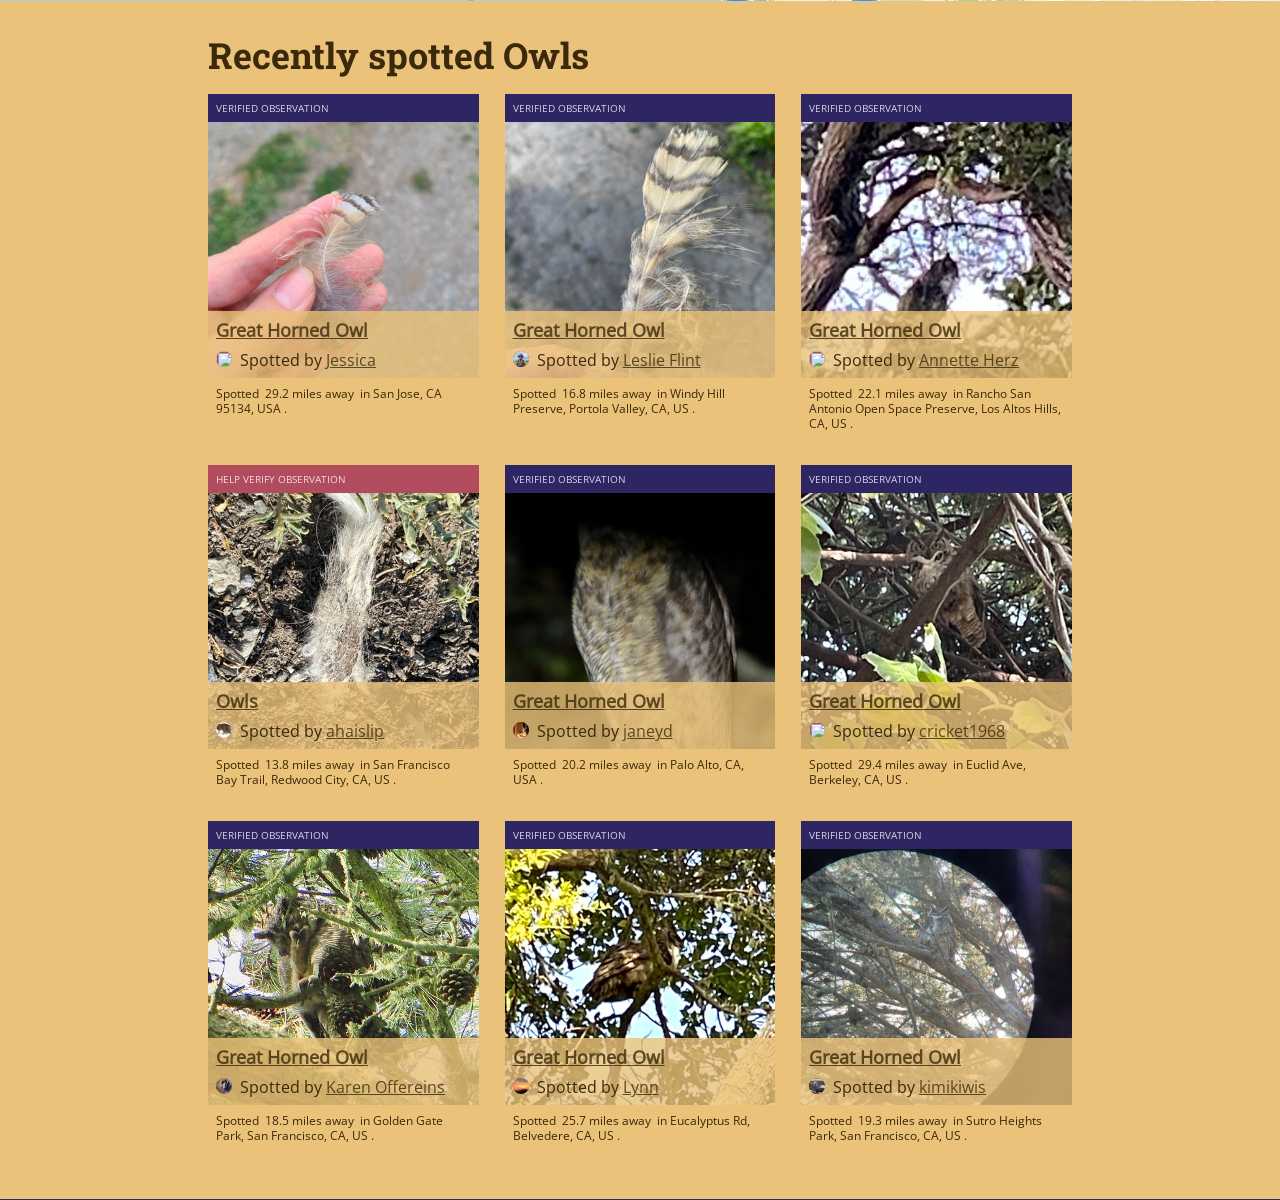 Recently spotted Owls
VERIFIED OBSERVATION
Great Horned Owl
Spotted by Jessica
Spotted 29.2 miles away in San Jose, CA
95134, USA .
VERIFIED OBSERVATION
Great Horned Owl
Spotted by Leslie Flint
Spotted 16.8 miles away in Windy Hill
Preserve, Portola Valley, CA, US .
VERIFIED OBSERVATION
Great Horned Owl
Spotted by Annette Herz
Spotted 22.1 miles away in Rancho San
Antonio Open Space Preserve, Los Altos Hills,
CA, US .
HELP VERIFY OBSERVATION
Owls
Spotted by ahaislip
Spotted 13.8 miles away in San Francisco
Bay Trail, Redwood City, CA, US .
VERIFIED OBSERVATION
Great Horned Owl
Spotted by janeyd
Spotted 20.2 miles away in Palo Alto, CA,
USA .
VERIFIED OBSERVATION
Great Horned Owl
Spotted by cricket1968
Spotted 29.4 miles away in Euclid Ave,
Berkeley, CA, US .
VERIFIED OBSERVATION
Great Horned Owl
Spotted by Karen Offereins
Spotted 18.5 miles away in Golden Gate
Park, San Francisco, CA, US .
VERIFIED OBSERVATION
Great Horned Owl
Spotted by Lynn
Spotted 25.7 miles away in Eucalyptus Rd,
Belvedere, CA, US .
VERIFIED OBSERVATION
Great Horned Owl
Spotted by kimikiwis
Spotted 19.3 miles away in Sutro Heights
Park, San Francisco, CA, US .